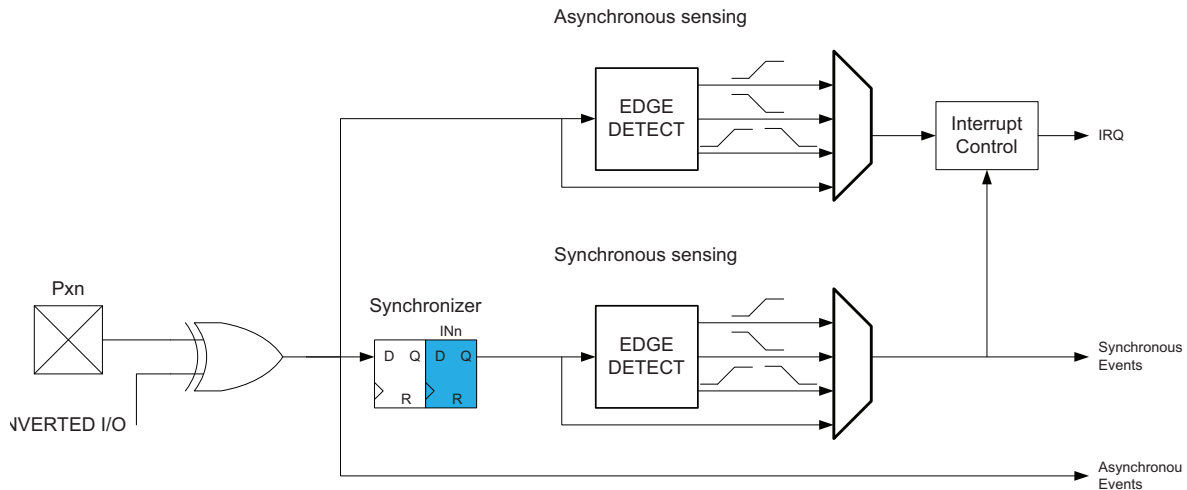 Asynchronous sensing
EDGE
DETECT
Interrupt
Control
IRQ
Synchronous sensing
Pxn
Synchronizer
INn
D Q D Q
R R
EDGE
DETECT
Synchronous
Events
NVERTED I/O
Asynchronou
Events